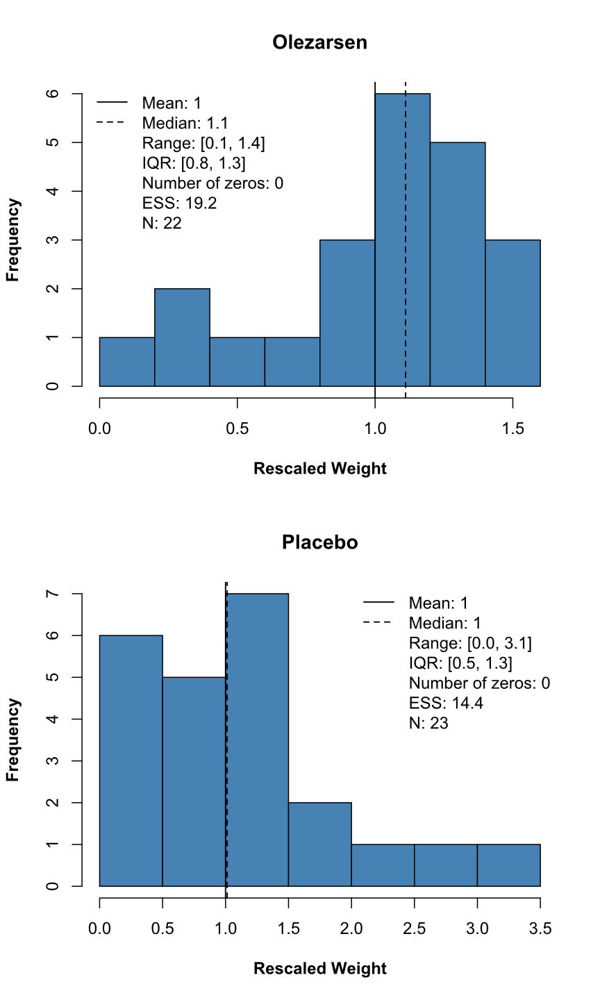 Olezarsen
Mean: 1
Median: 1.1
Range: [0.1, 1.4]
IQR: [0.8, 1.3]
Number of zeros: 0
ESS: 19.2
N: 22
Frequency
6
5
4
3
2
1
0
0.0 0.5 1.0 1.5
Rescaled Weight
Placebo
Mean: 1
Median: 1
Range: [0.0, 3.1]
IQR: [0.5, 1.3]
Number of zeros: 0
ESS: 14.4
N: 23
Frequency
7
6
5
4
3
2
1
0
0.0 0.5 1.0 1.5 2.0 2.5 3.0 3.5
Rescaled Weight